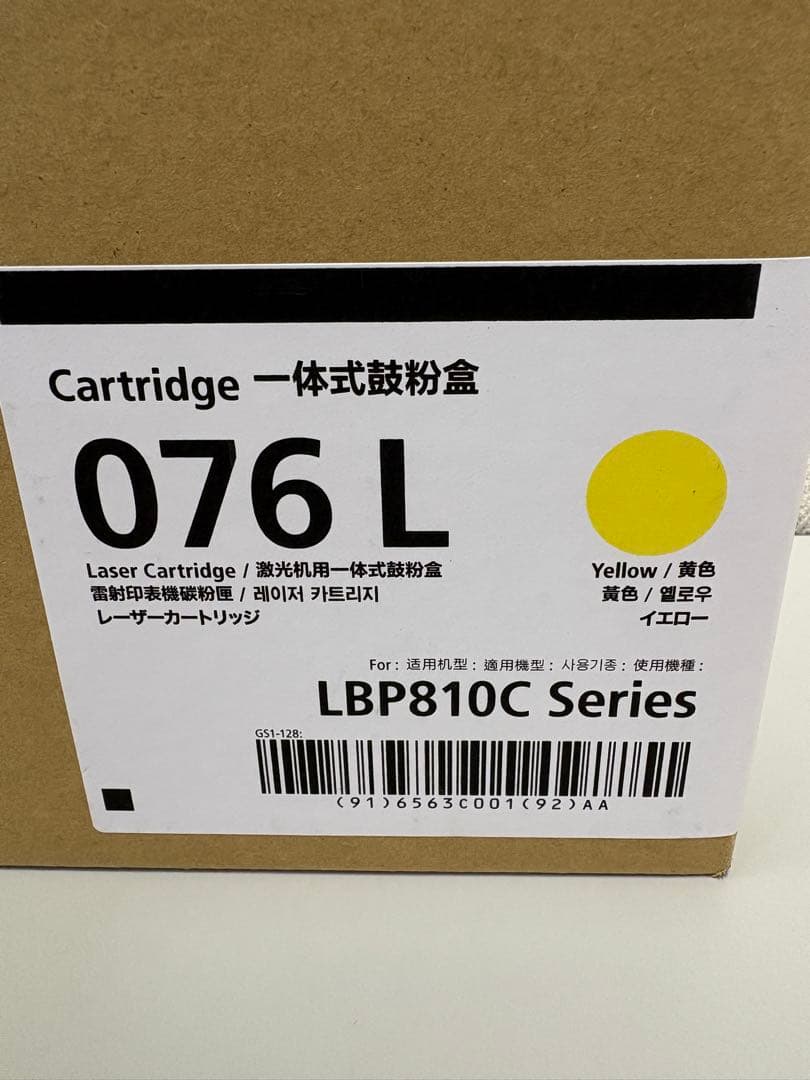 Cartridge 一体式鼓粉盒
076 L
Laser Cartridge / 激光机用一体式鼓粉盒
雷射印表機碳粉匣 / 레이저 카트리지
レーザーカートリッジ
Yellow / 黄色
黃色 / 옐로우
イエロー
For : 适用机型 : 適用機型 : 사용기종 : 使用機種 :
LBP810C Series
GS1-128:
(91)6563C001(92)AA